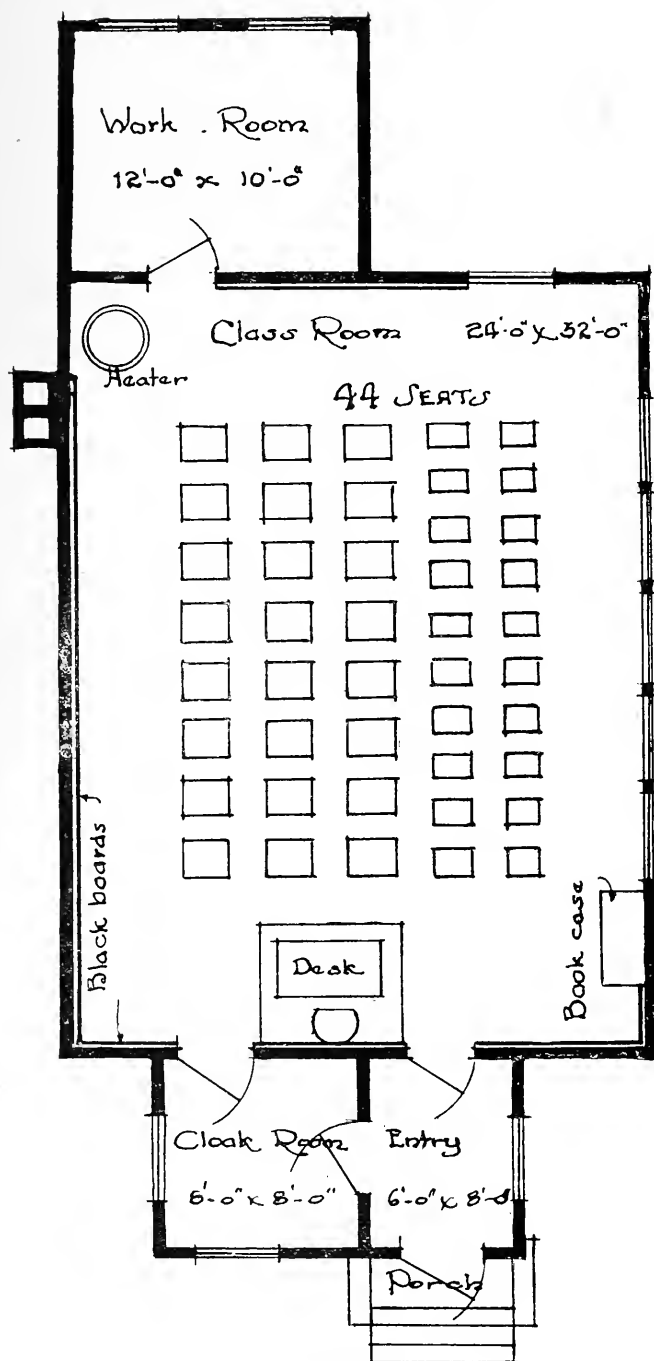 Work . Room
12'-0" x 10'-0"
Class Room 24'-0" x 32'-0"
Heater
44 SEATS
Black boards
Desk
Book case
Cloak Room
8'-0" x 8'-0"
Entry
6'-0" x 8'-0
Porch